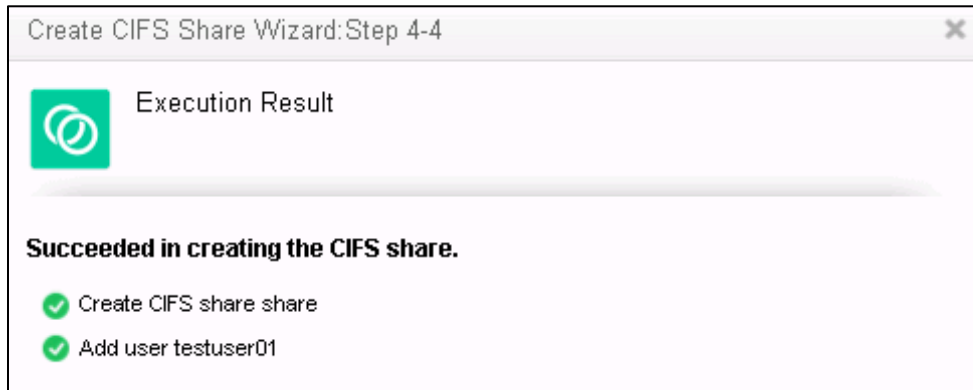 Create CIFS Share Wizard:Step 4-4
Execution Result
Succeeded in creating the CIFS share.
Create CIFS share share
Add user testuser01